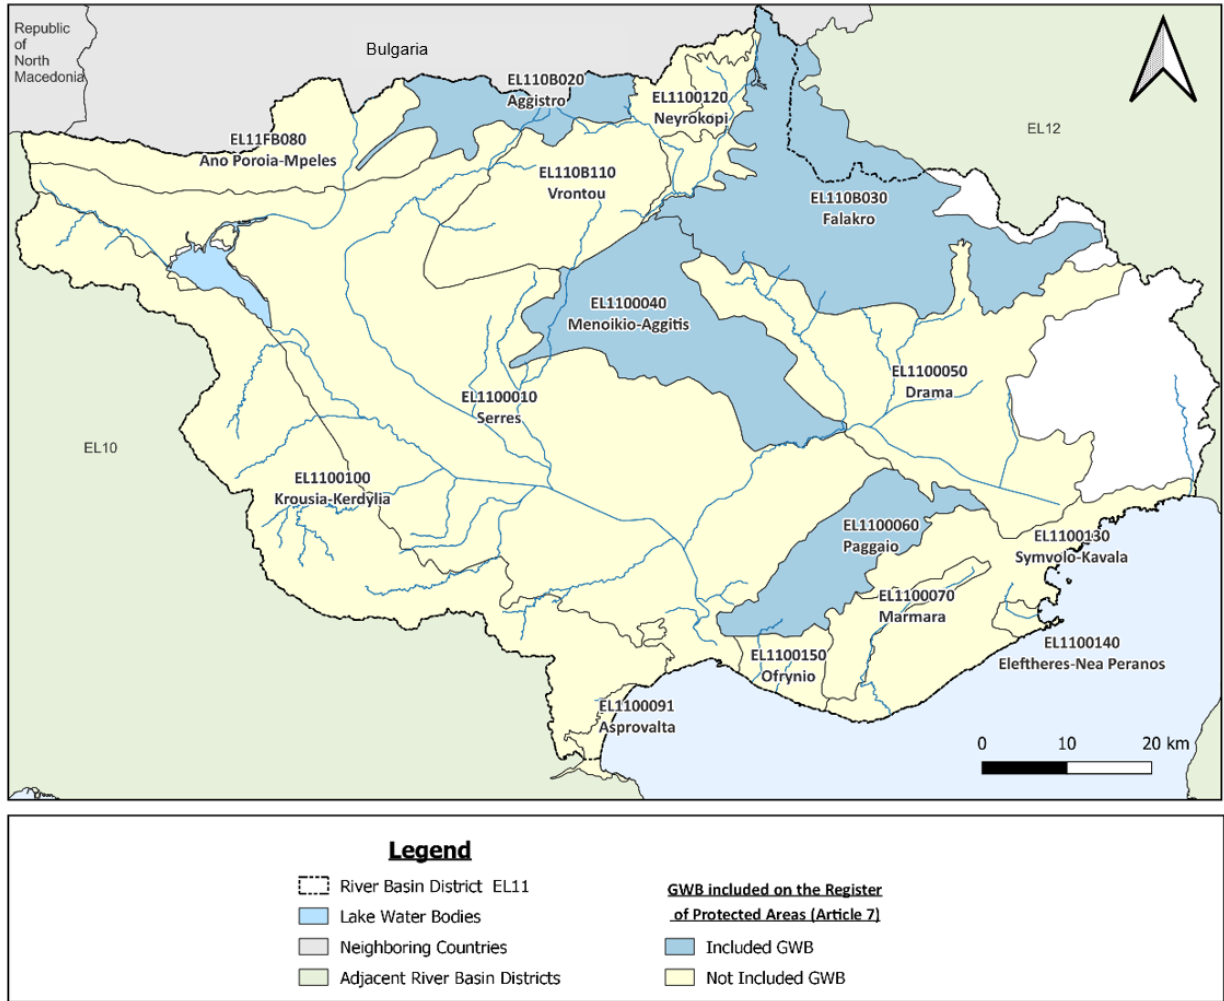 Republic
of
North
Macedonia
Bulgaria
EL110B020
Aggistro
EL1100120
Neyrokopi
EL12
EL11FB080
Ano Poroia-Mpeles
EL110B110
Vrontou
EL110B030
Falakro
EL1100040
Menoikio-Aggitis
EL1100050
Drama
EL1100010
Serres
EL10
EL1100100
Krousia-Kerdylia
EL1100060
Paggaio
EL1100130
Symvolo-Kavala
EL1100070
Marmara
EL1100140
Eleftheres-Nea Peranos
EL1100150
Ofrynio
EL1100091
Asprovalta
0 10 20 km
Legend
River Basin District EL11
Lake Water Bodies
Neighboring Countries
Adjacent River Basin Districts
GWB included on the Register
of Protected Areas (Article 7)
Included GWB
Not Included GWB